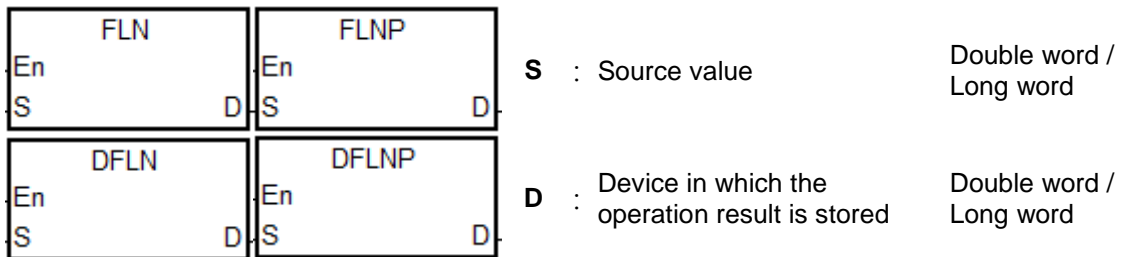 FLN
En
S D
FLNP
En
S D
DFLN
En
S D
DFLNP
En
S D
S : Source value
Double word /
Long word
D : Device in which the
operation result is stored
Double word /
Long word